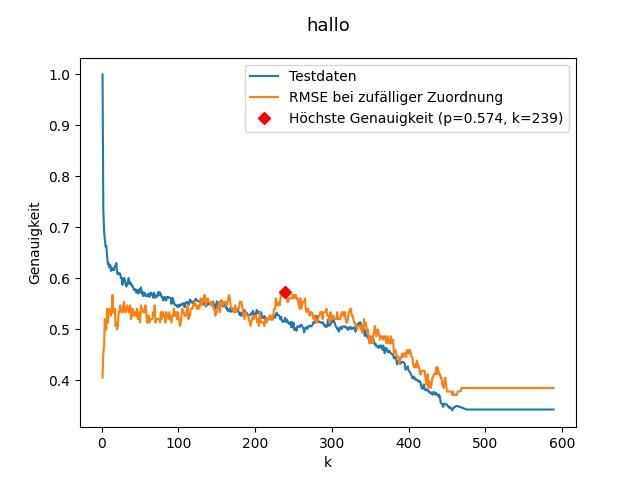 hallo
Testdaten
RMSE bei zufälliger Zuordnung
Höchste Genauigkeit (p=0.574, k=239)
Genauigkeit
1.0
0.9
0.8
0.7
0.6
0.5
0.4
0 100 200 300 400 500 600
k